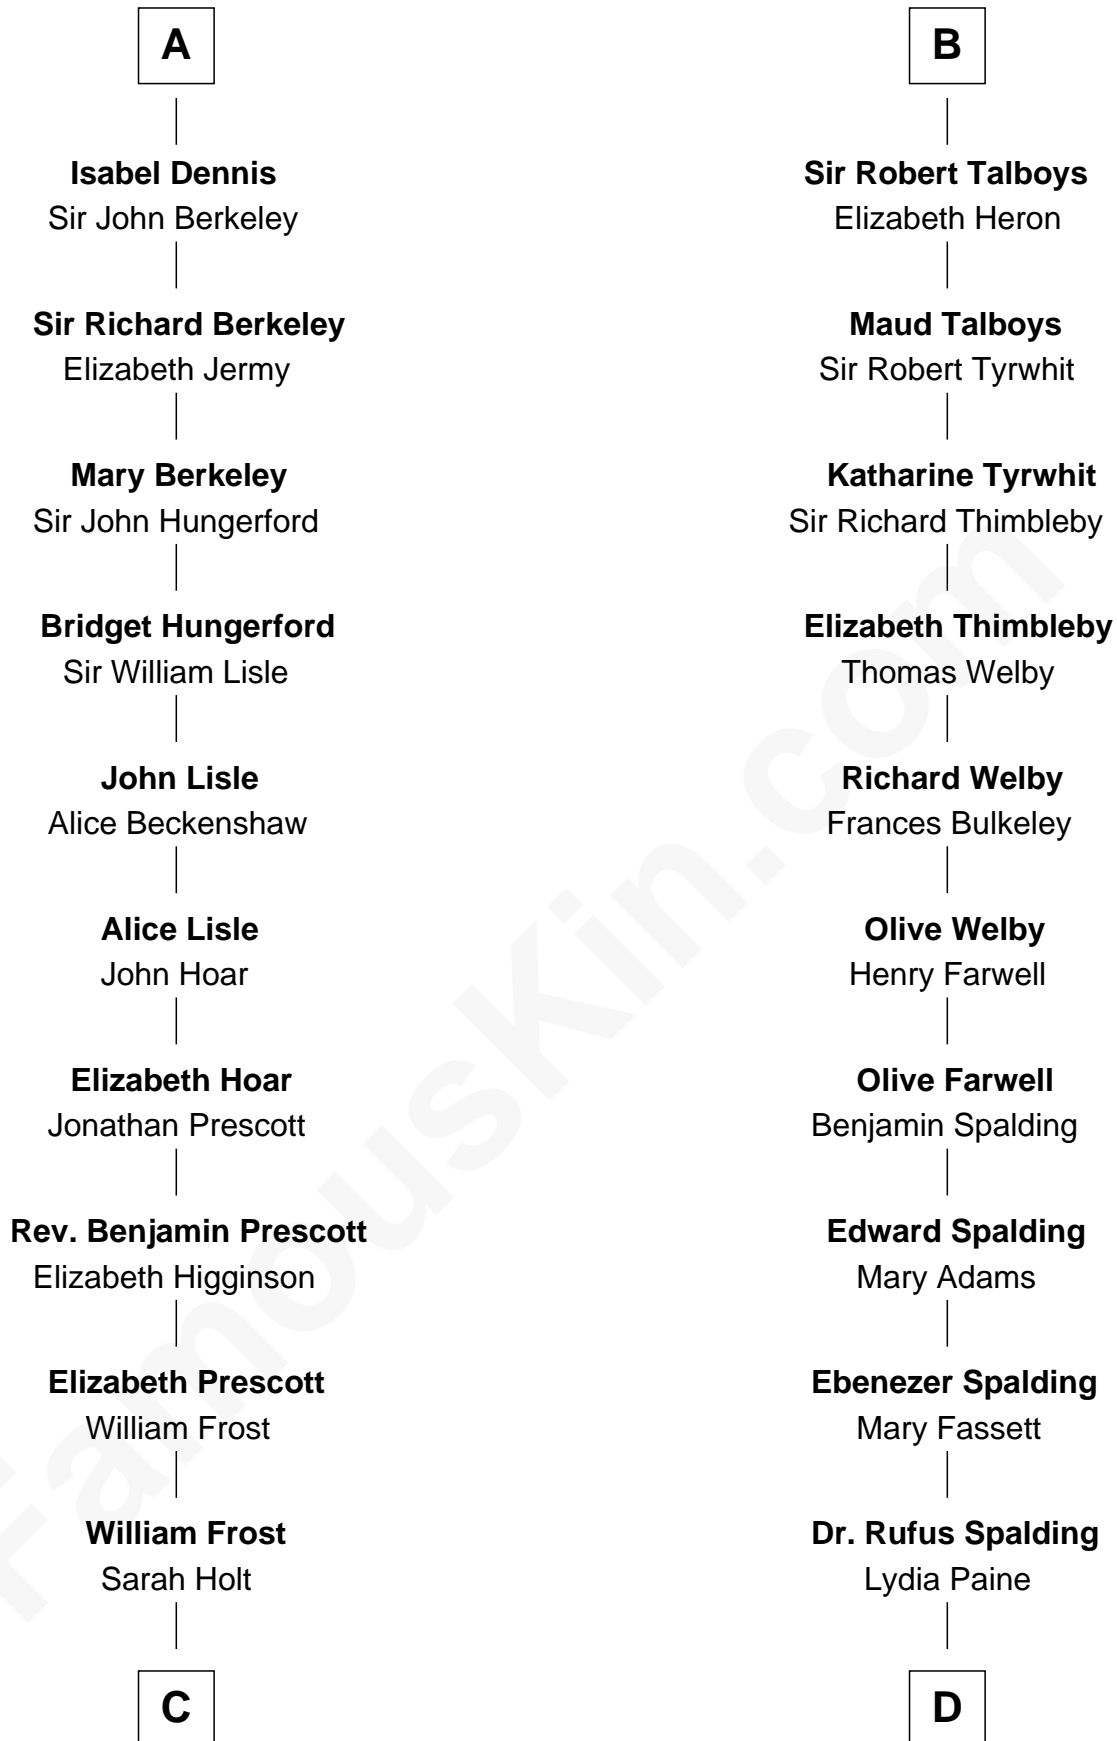 A
Isabel Dennis
Sir John Berkeley
Sir Richard Berkeley
Elizabeth Jermy
Mary Berkeley
Sir John Hungerford
Bridget Hungerford
Sir William Lisle
John Lisle
Alice Beckenshaw
Alice Lisle
John Hoar
Elizabeth Hoar
Jonathan Prescott
Rev. Benjamin Prescott
Elizabeth Higginson
Elizabeth Prescott
William Frost
William Frost
Sarah Holt
C
B
Sir Robert Talboys
Elizabeth Heron
Maud Talboys
Sir Robert Tyrwhit
Katharine Tyrwhit
Sir Richard Thimbleby
Elizabeth Thimbleby
Thomas Welby
Richard Welby
Frances Bulkeley
Olive Welby
Henry Farwell
Olive Farwell
Benjamin Spalding
Edward Spalding
Mary Adams
Ebenezer Spalding
Mary Fassett
Dr. Rufus Spalding
Lydia Paine
D
FamousKin.com